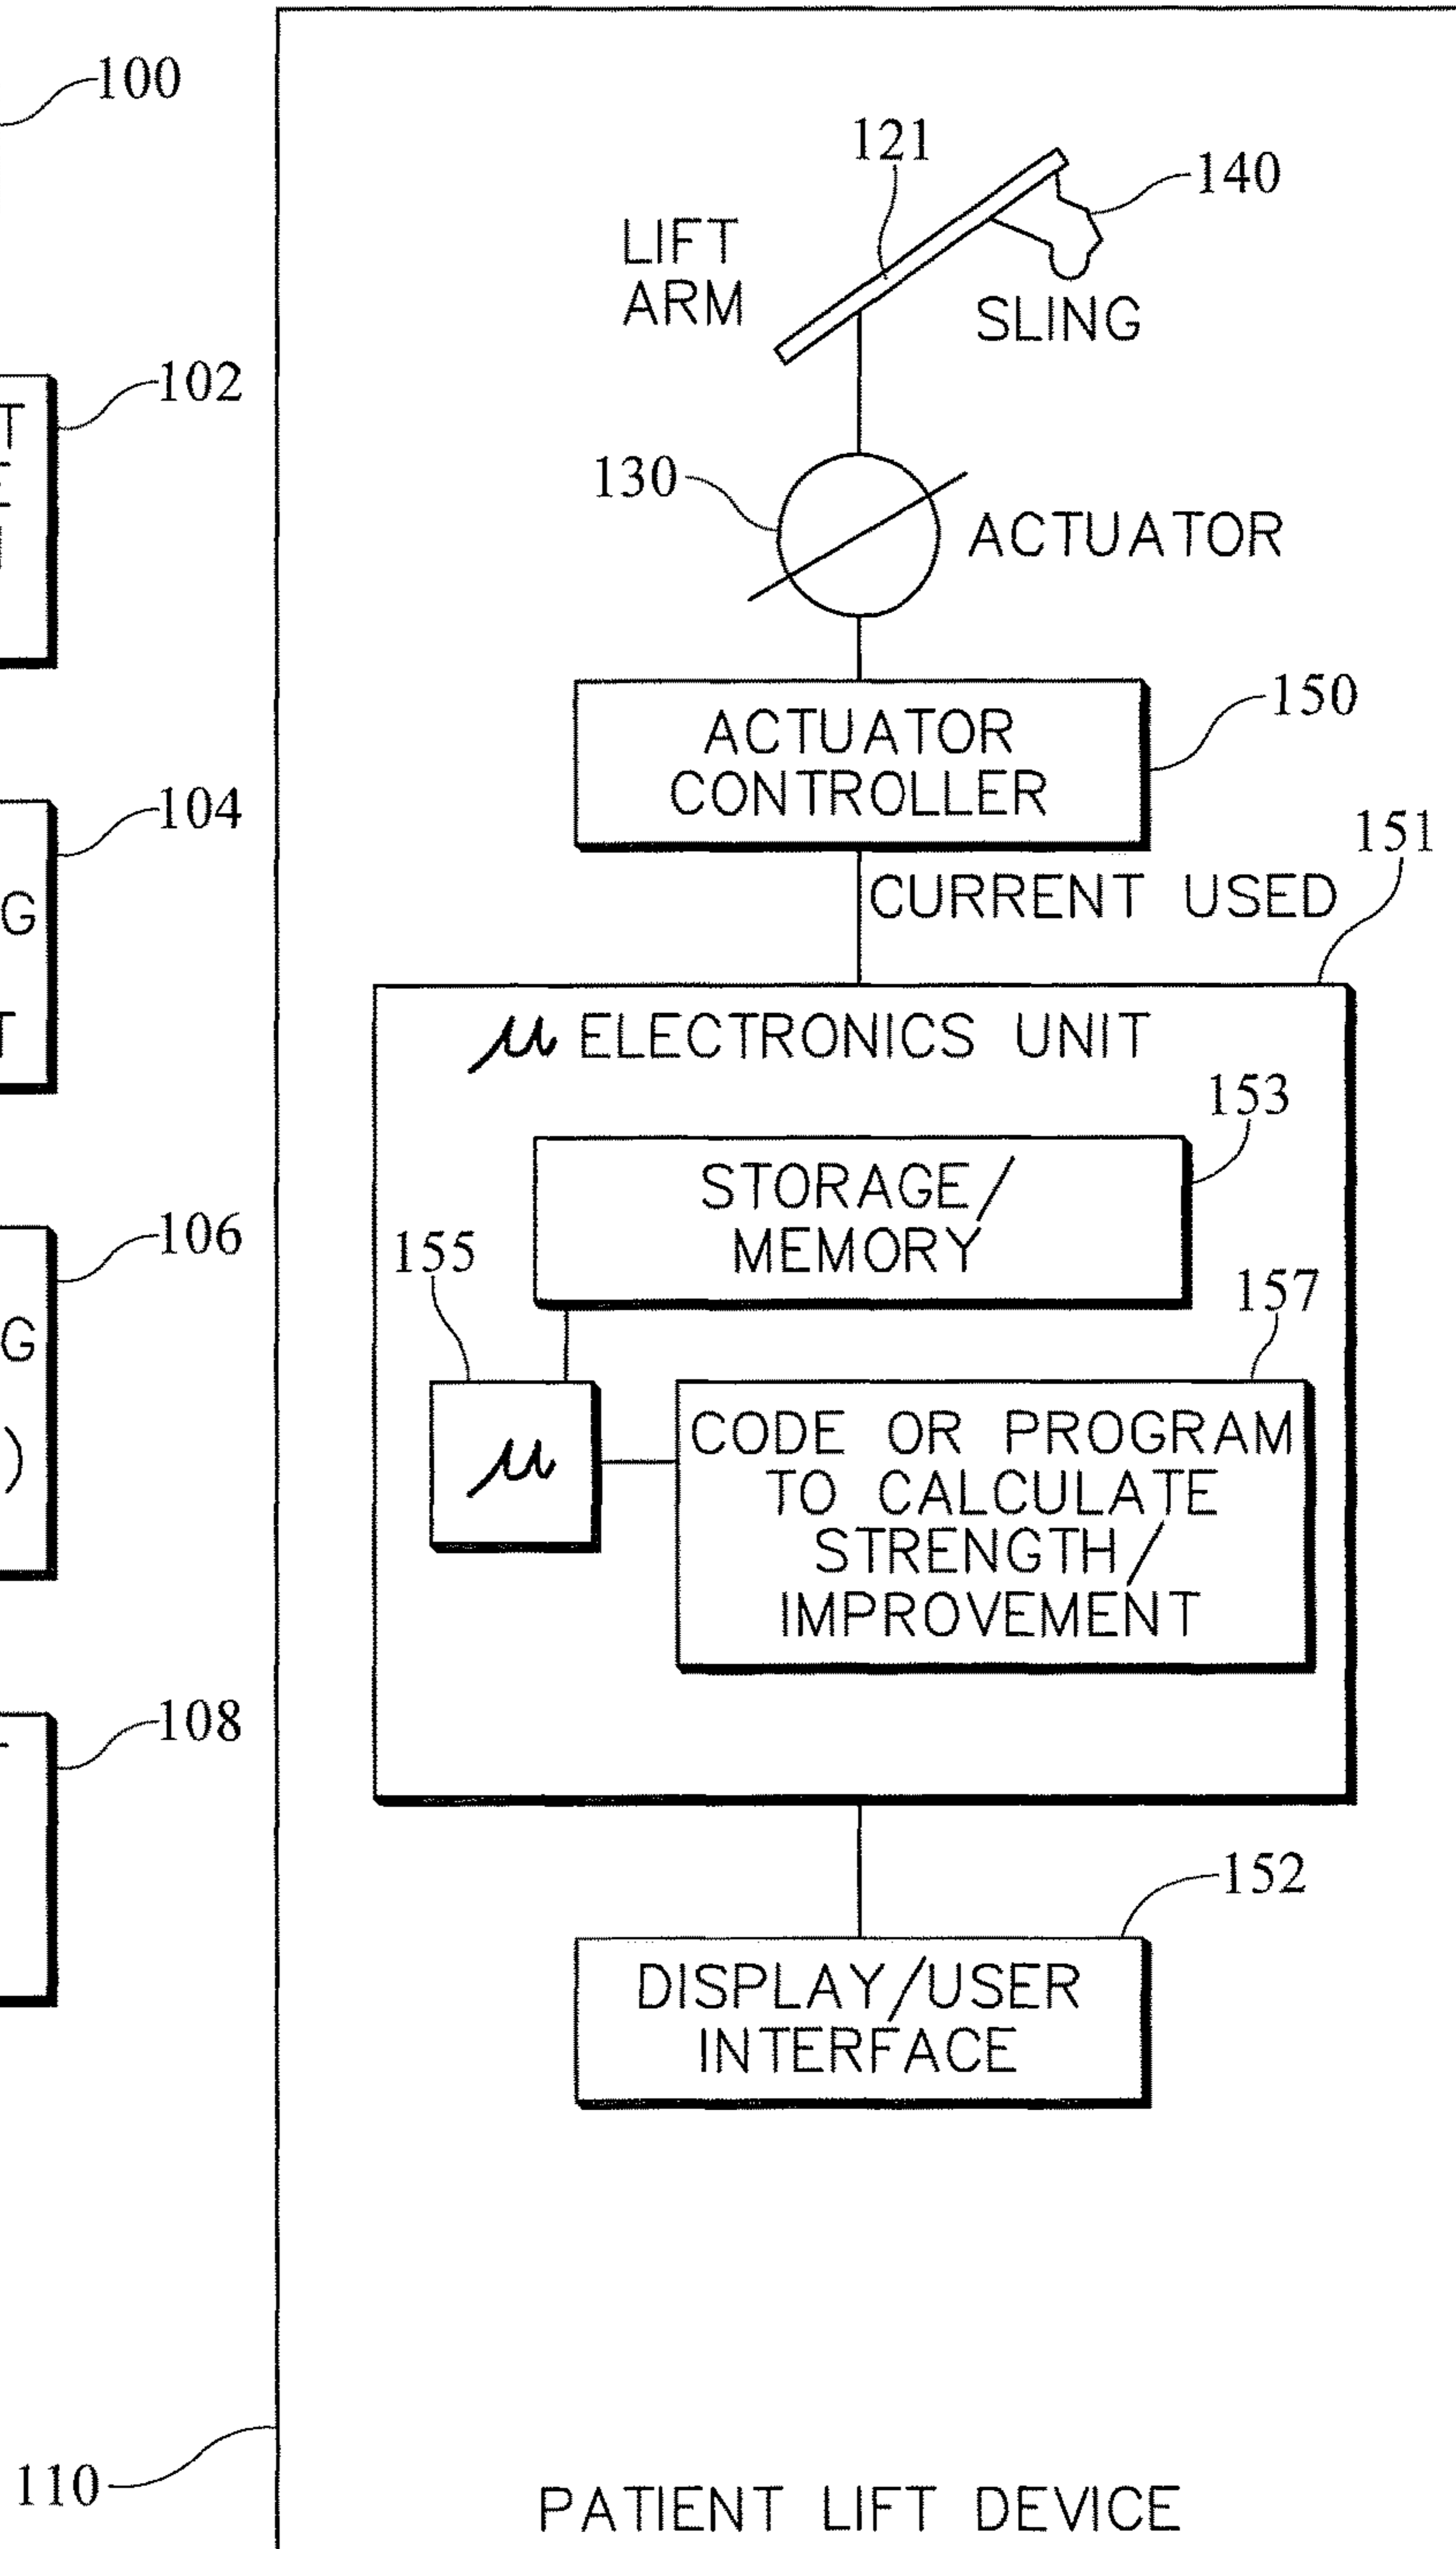 100
102
T
104
G
T
106
G
)
108
110
121
140
LIFT
ARM
SLING
130
ACTUATOR
150
ACTUATOR
CONTROLLER
151
CURRENT USED
μ ELECTRONICS UNIT
153
STORAGE/
MEMORY
155
157
μ
CODE OR PROGRAM
TO CALCULATE
STRENGTH/
IMPROVEMENT
152
DISPLAY/USER
INTERFACE
PATIENT LIFT DEVICE